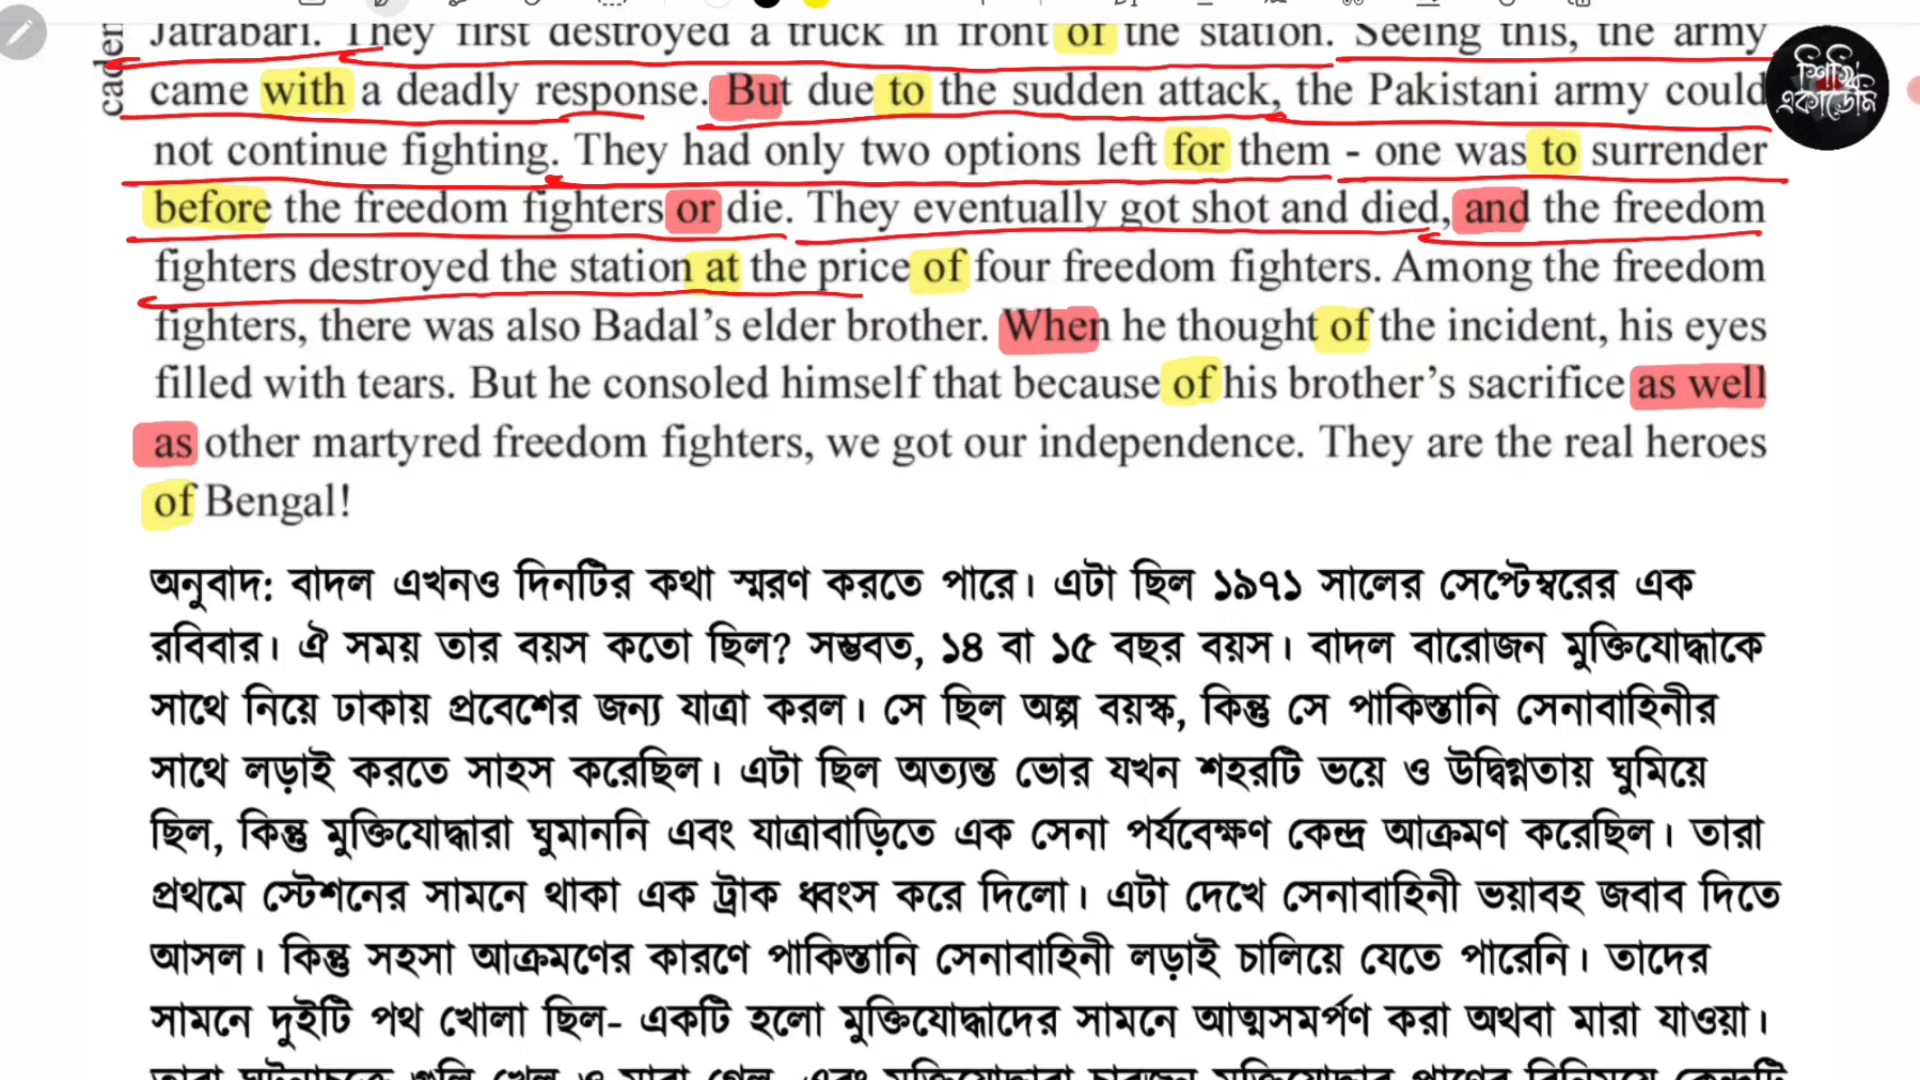 Jatrabari. They first destroyed a truck in front of the station. Seeing this, the army
came with a deadly response. But due to the sudden attack, the Pakistani army could
not continue fighting. They had only two options left for them - one was to surrender
before the freedom fighters or die. They eventually got shot and died, and the freedom
fighters destroyed the station at the price of four freedom fighters. Among the freedom
fighters, there was also Badal’s elder brother. When he thought of the incident, his eyes
filled with tears. But he consoled himself that because of his brother’s sacrifice as well
as other martyred freedom fighters, we got our independence. They are the real heroes
of Bengal!
শিখি একাডেমি
অনুবাদ: বাদল এখনও দিনটির কথা স্মরণ করতে পারে। এটা ছিল ১৯৭১ সালের সেপ্টেম্বরের এক
রবিবার। ঐ সময় তার বয়স কতো ছিল? সম্ভবত, ১৪ বা ১৫ বছর বয়স। বাদল বারোজন মুক্তিযোদ্ধাকে
সাথে নিয়ে ঢাকায় প্রবেশের জন্য যাত্রা করল। সে ছিল অল্প বয়স্ক, কিন্তু সে পাকিস্তানি সেনাবাহিনীর
সাথে লড়াই করতে সাহস করেছিল। এটা ছিল অত্যন্ত ভোর যখন শহরটি ভয়ে ও উদ্বিগ্নতায় ঘুমিয়ে
ছিল, কিন্তু মুক্তিযোদ্ধারা ঘুমাননি এবং যাত্রাবাড়িতে এক সেনা পর্যবেক্ষণ কেন্দ্র আক্রমণ করেছিল। তারা
প্রথমে স্টেশনের সামনে থাকা এক ট্রাক ধ্বংস করে দিলো। এটা দেখে সেনাবাহিনী ভয়াবহ জবাব দিতে
আসল। কিন্তু সহসা আক্রমণের কারণে পাকিস্তানি সেনাবাহিনী লড়াই চালিয়ে যেতে পারেনি। তাদের
সামনে দুইটি পথ খোলা ছিল- একটি হলো মুক্তিযোদ্ধাদের সামনে আত্মসমর্পণ করা অথবা মারা যাওয়া।